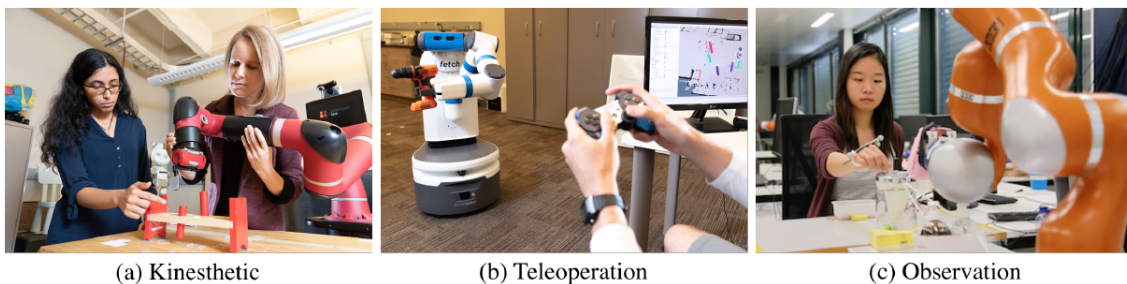 fetch
(a) Kinesthetic
(b) Teleoperation
(c) Observation